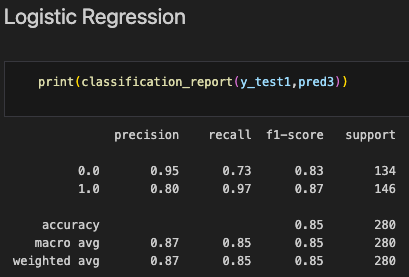 Logistic Regression
print(classification_report(y_test1,pred3))
precision recall f1-score support
0.0 0.95 0.73 0.83 134
1.0 0.80 0.97 0.87 146
accuracy 0.85 280
macro avg 0.87 0.85 0.85 280
weighted avg 0.87 0.85 0.85 280